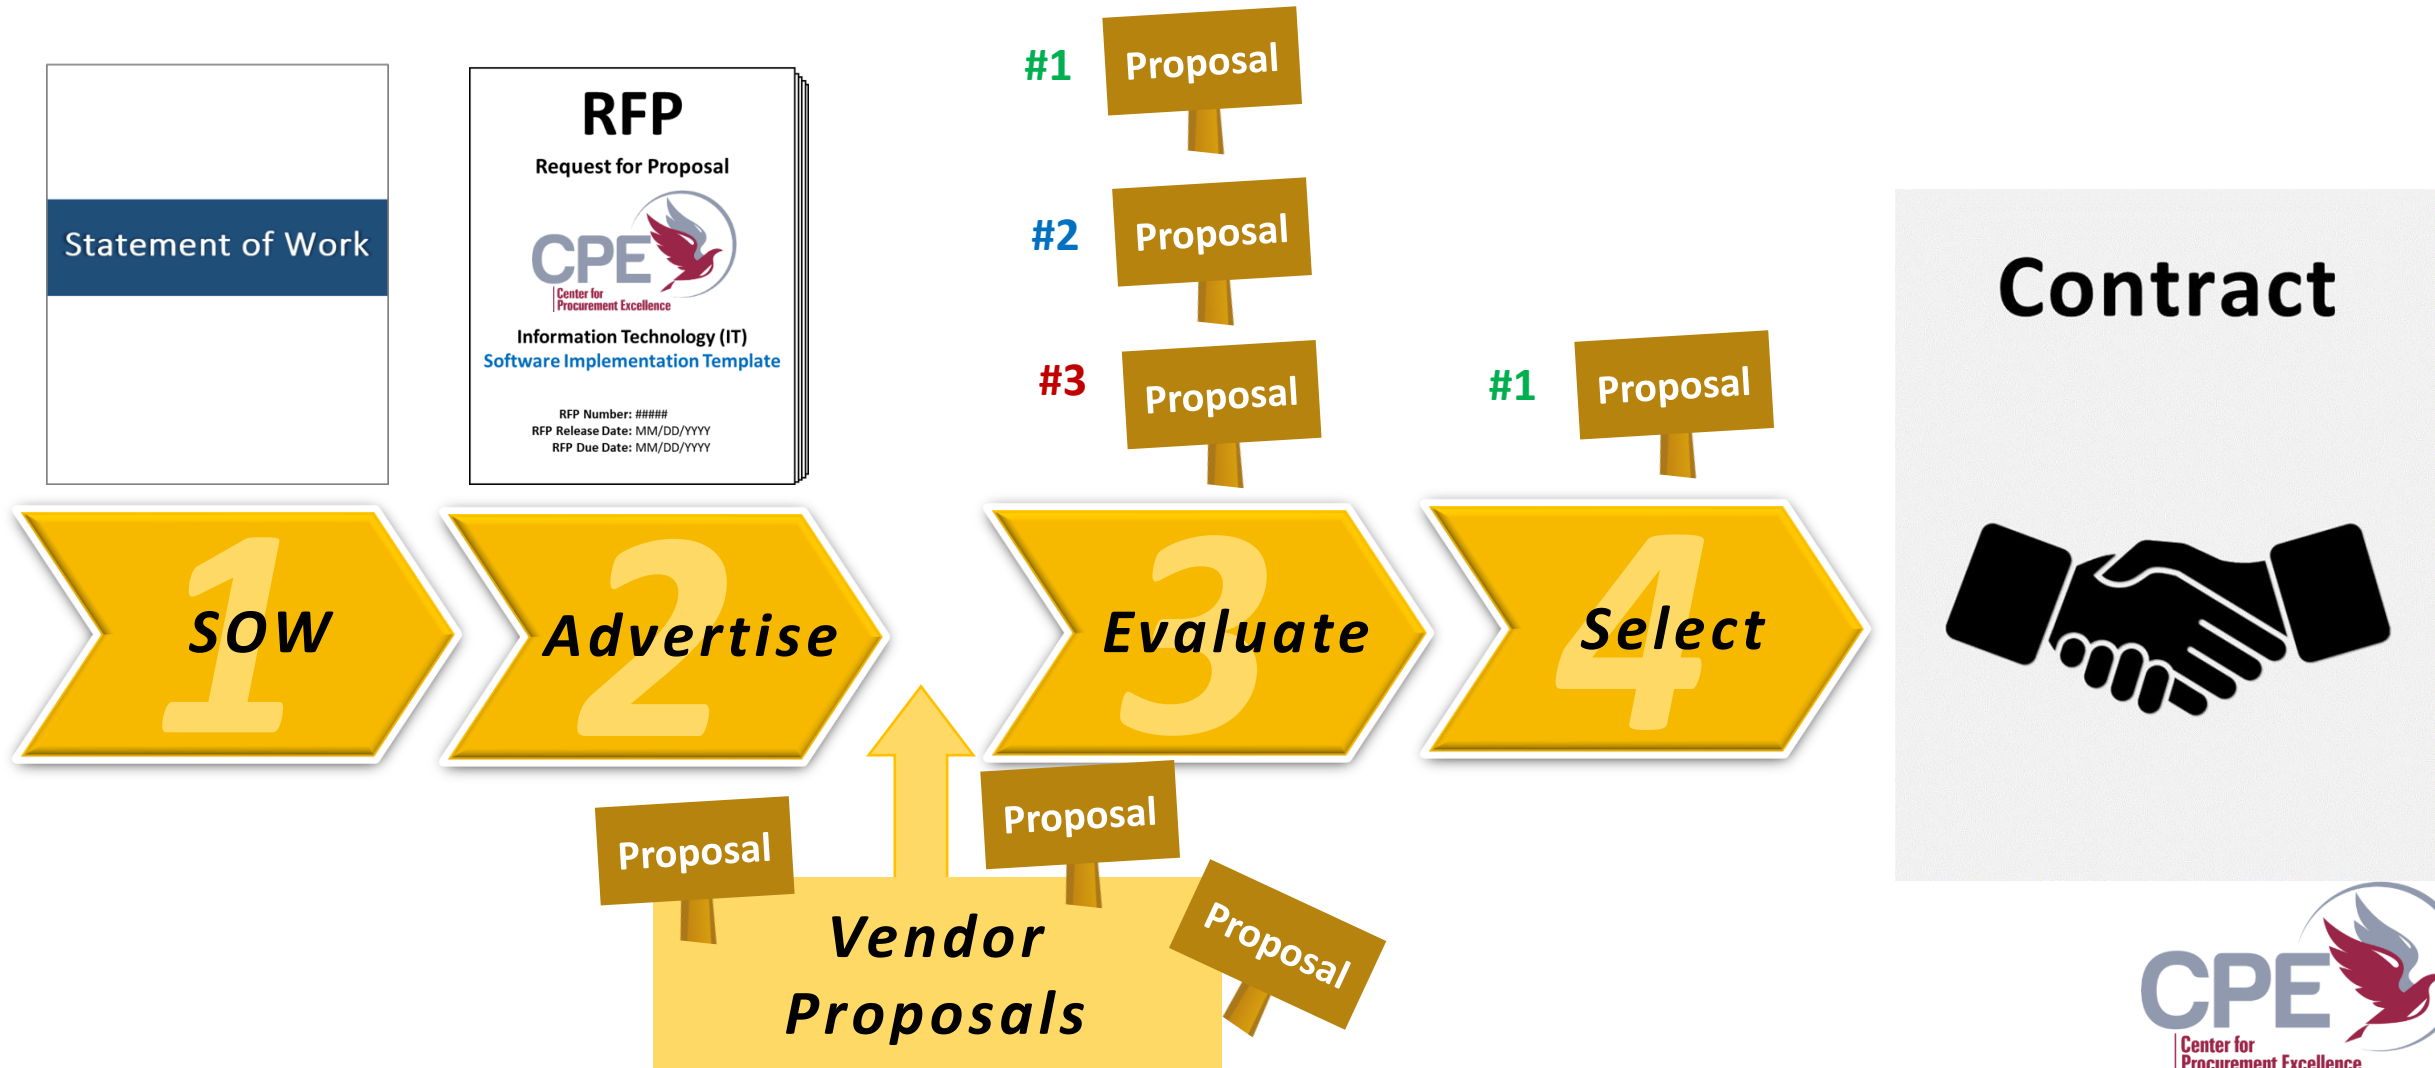 Statement of Work
RFP
Request for Proposal
CPE
Center for
Procurement Excellence
Information Technology (IT)
Software Implementation Template
RFP Number: #####
RFP Release Date: MM/DD/YYYY
RFP Due Date: MM/DD/YYYY
#1 Proposal
#2 Proposal
#3 Proposal
#1 Proposal
Contract
1
SOW
2
Advertise
3
Evaluate
4
Select
Proposal
Proposal
Proposal
Vendor
Proposals
CPE
Center for
Procurement Excellence